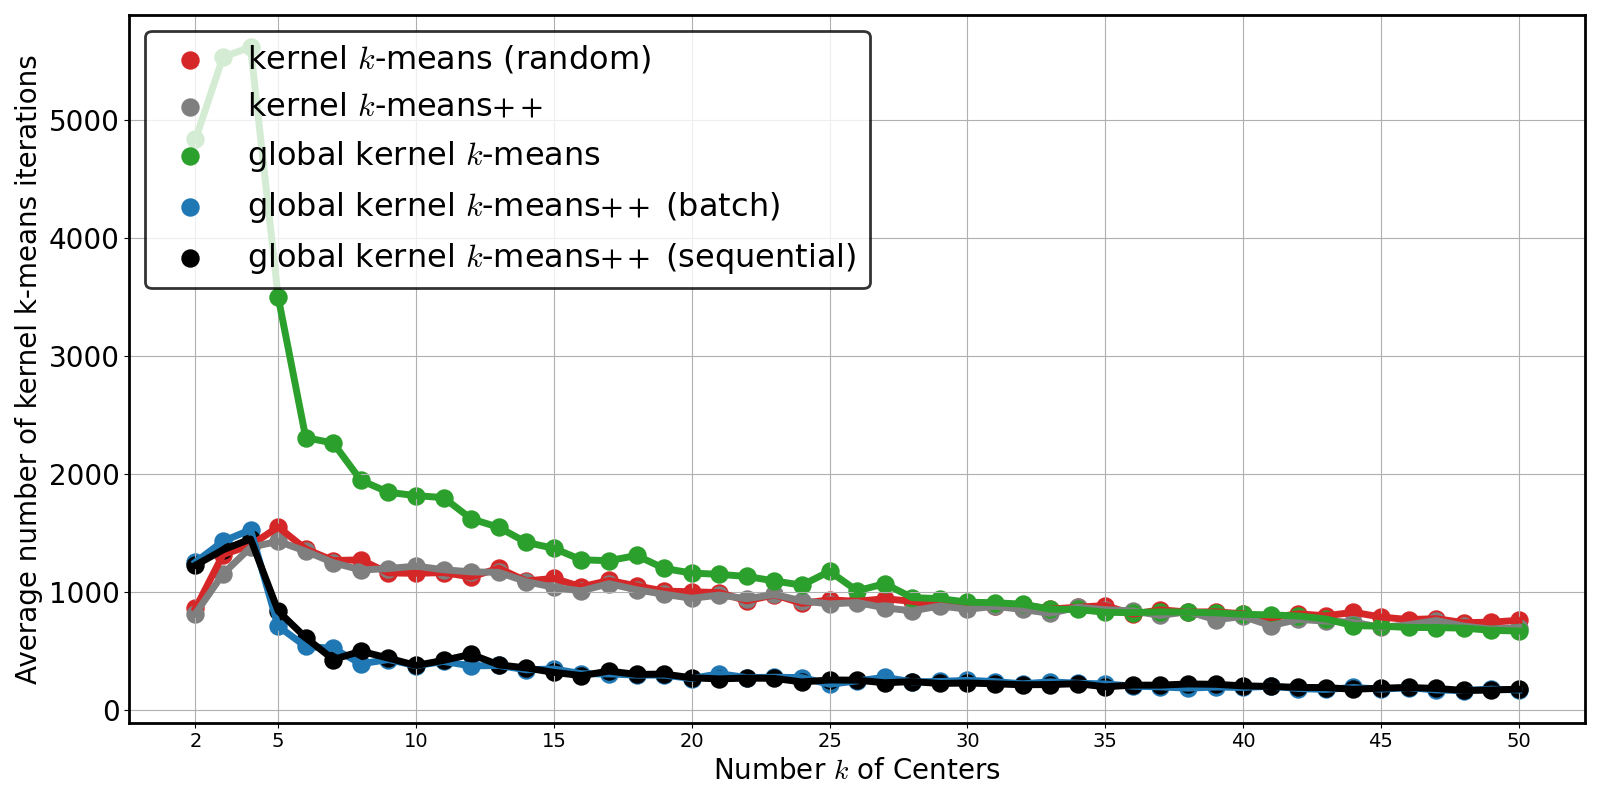 Average number of kernel k-means iterations
5000
4000
3000
2000
1000
0
kernel k-means (random)
kernel k-means++
global kernel k-means
global kernel k-means++ (batch)
global kernel k-means++ (sequential)
2 5 10 15 20 25 30 35 40 45 50
Number k of Centers